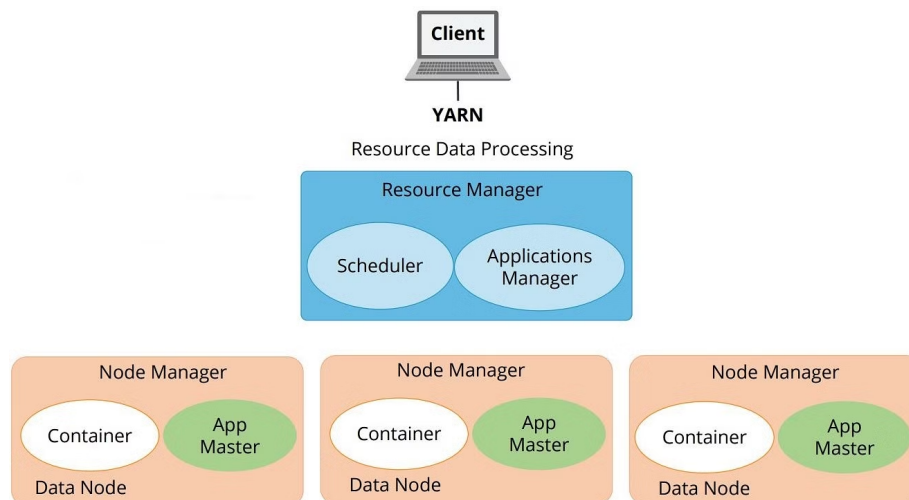 Client
YARN
Resource Data Processing
Resource Manager
Scheduler
Applications
Manager
Node Manager
Container
App
Master
Data Node
Node Manager
Container
App
Master
Data Node
Node Manager
Container
App
Master
Data Node